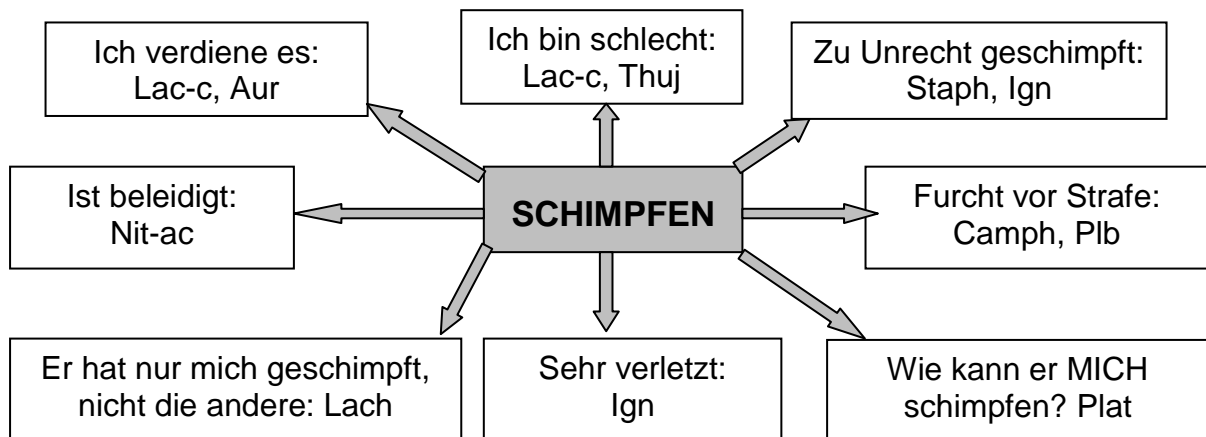 Ich verdiene es:
Lac-c, Aur
Ich bin schlecht:
Lac-c, Thuj
Zu Unrecht geschimpft:
Staph, Ign
Ist beleidigt:
Nit-ac
SCHIMPFEN
Furcht vor Strafe:
Camph, Plb
Er hat nur mich geschimpft,
nicht die andere: Lach
Sehr verletzt:
Ign
Wie kann er MICH
schimpfen? Plat